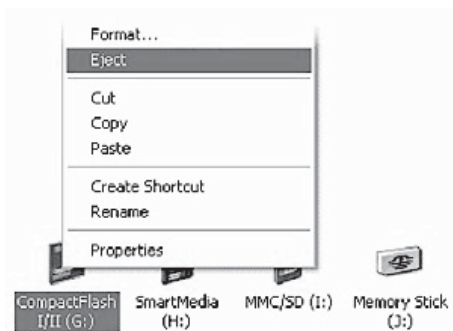 Format...
Eject
Cut
Copy
Paste
Create Shortcut
Rename
Properties
CompactFlash
I/II (G:)
SmartMedia
(H:)
MMC/SD (I:)
Memory Stick
(J:)